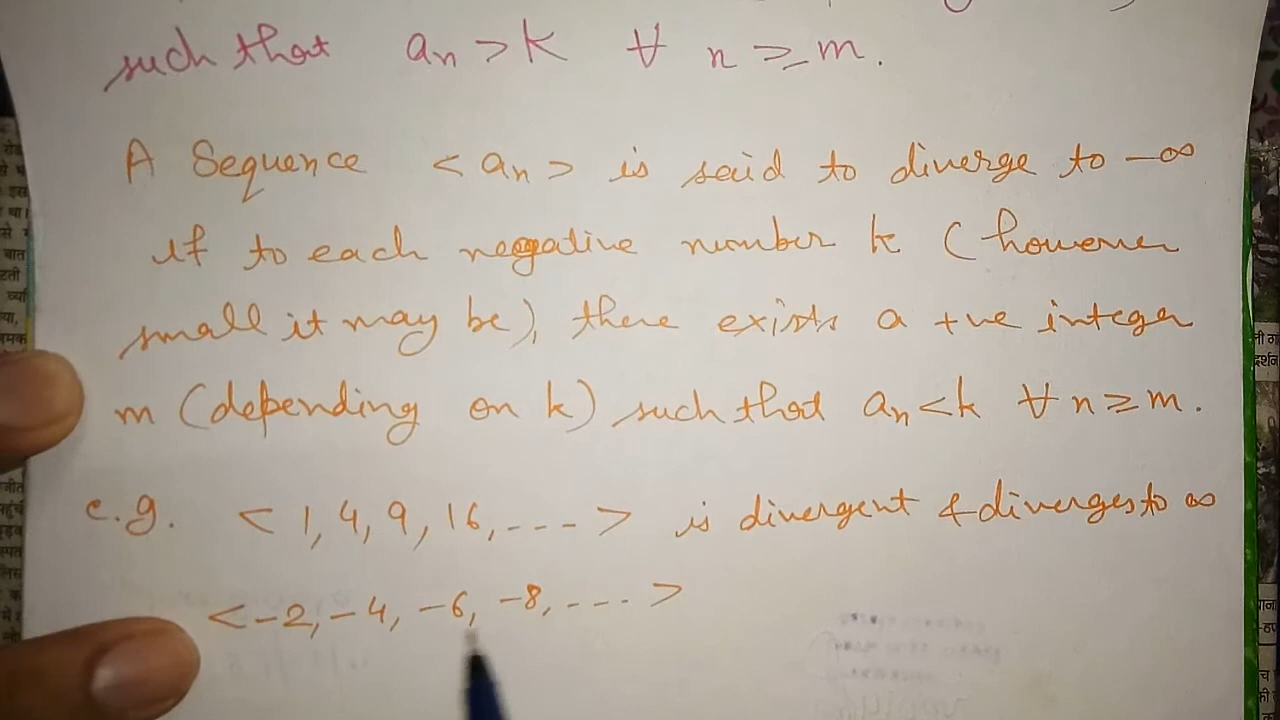 such that an > k ∀ n ≥ m.
A Sequence < an > is said to diverge to -∞
if to each negative number k (however
small it may be), there exists a +ve integer
m (depending on k) such that an < k ∀ n ≥ m.
e.g. < 1, 4, 9, 16, ---- > is divergent & diverges to ∞
< -2, -4, -6, -8, ---- >